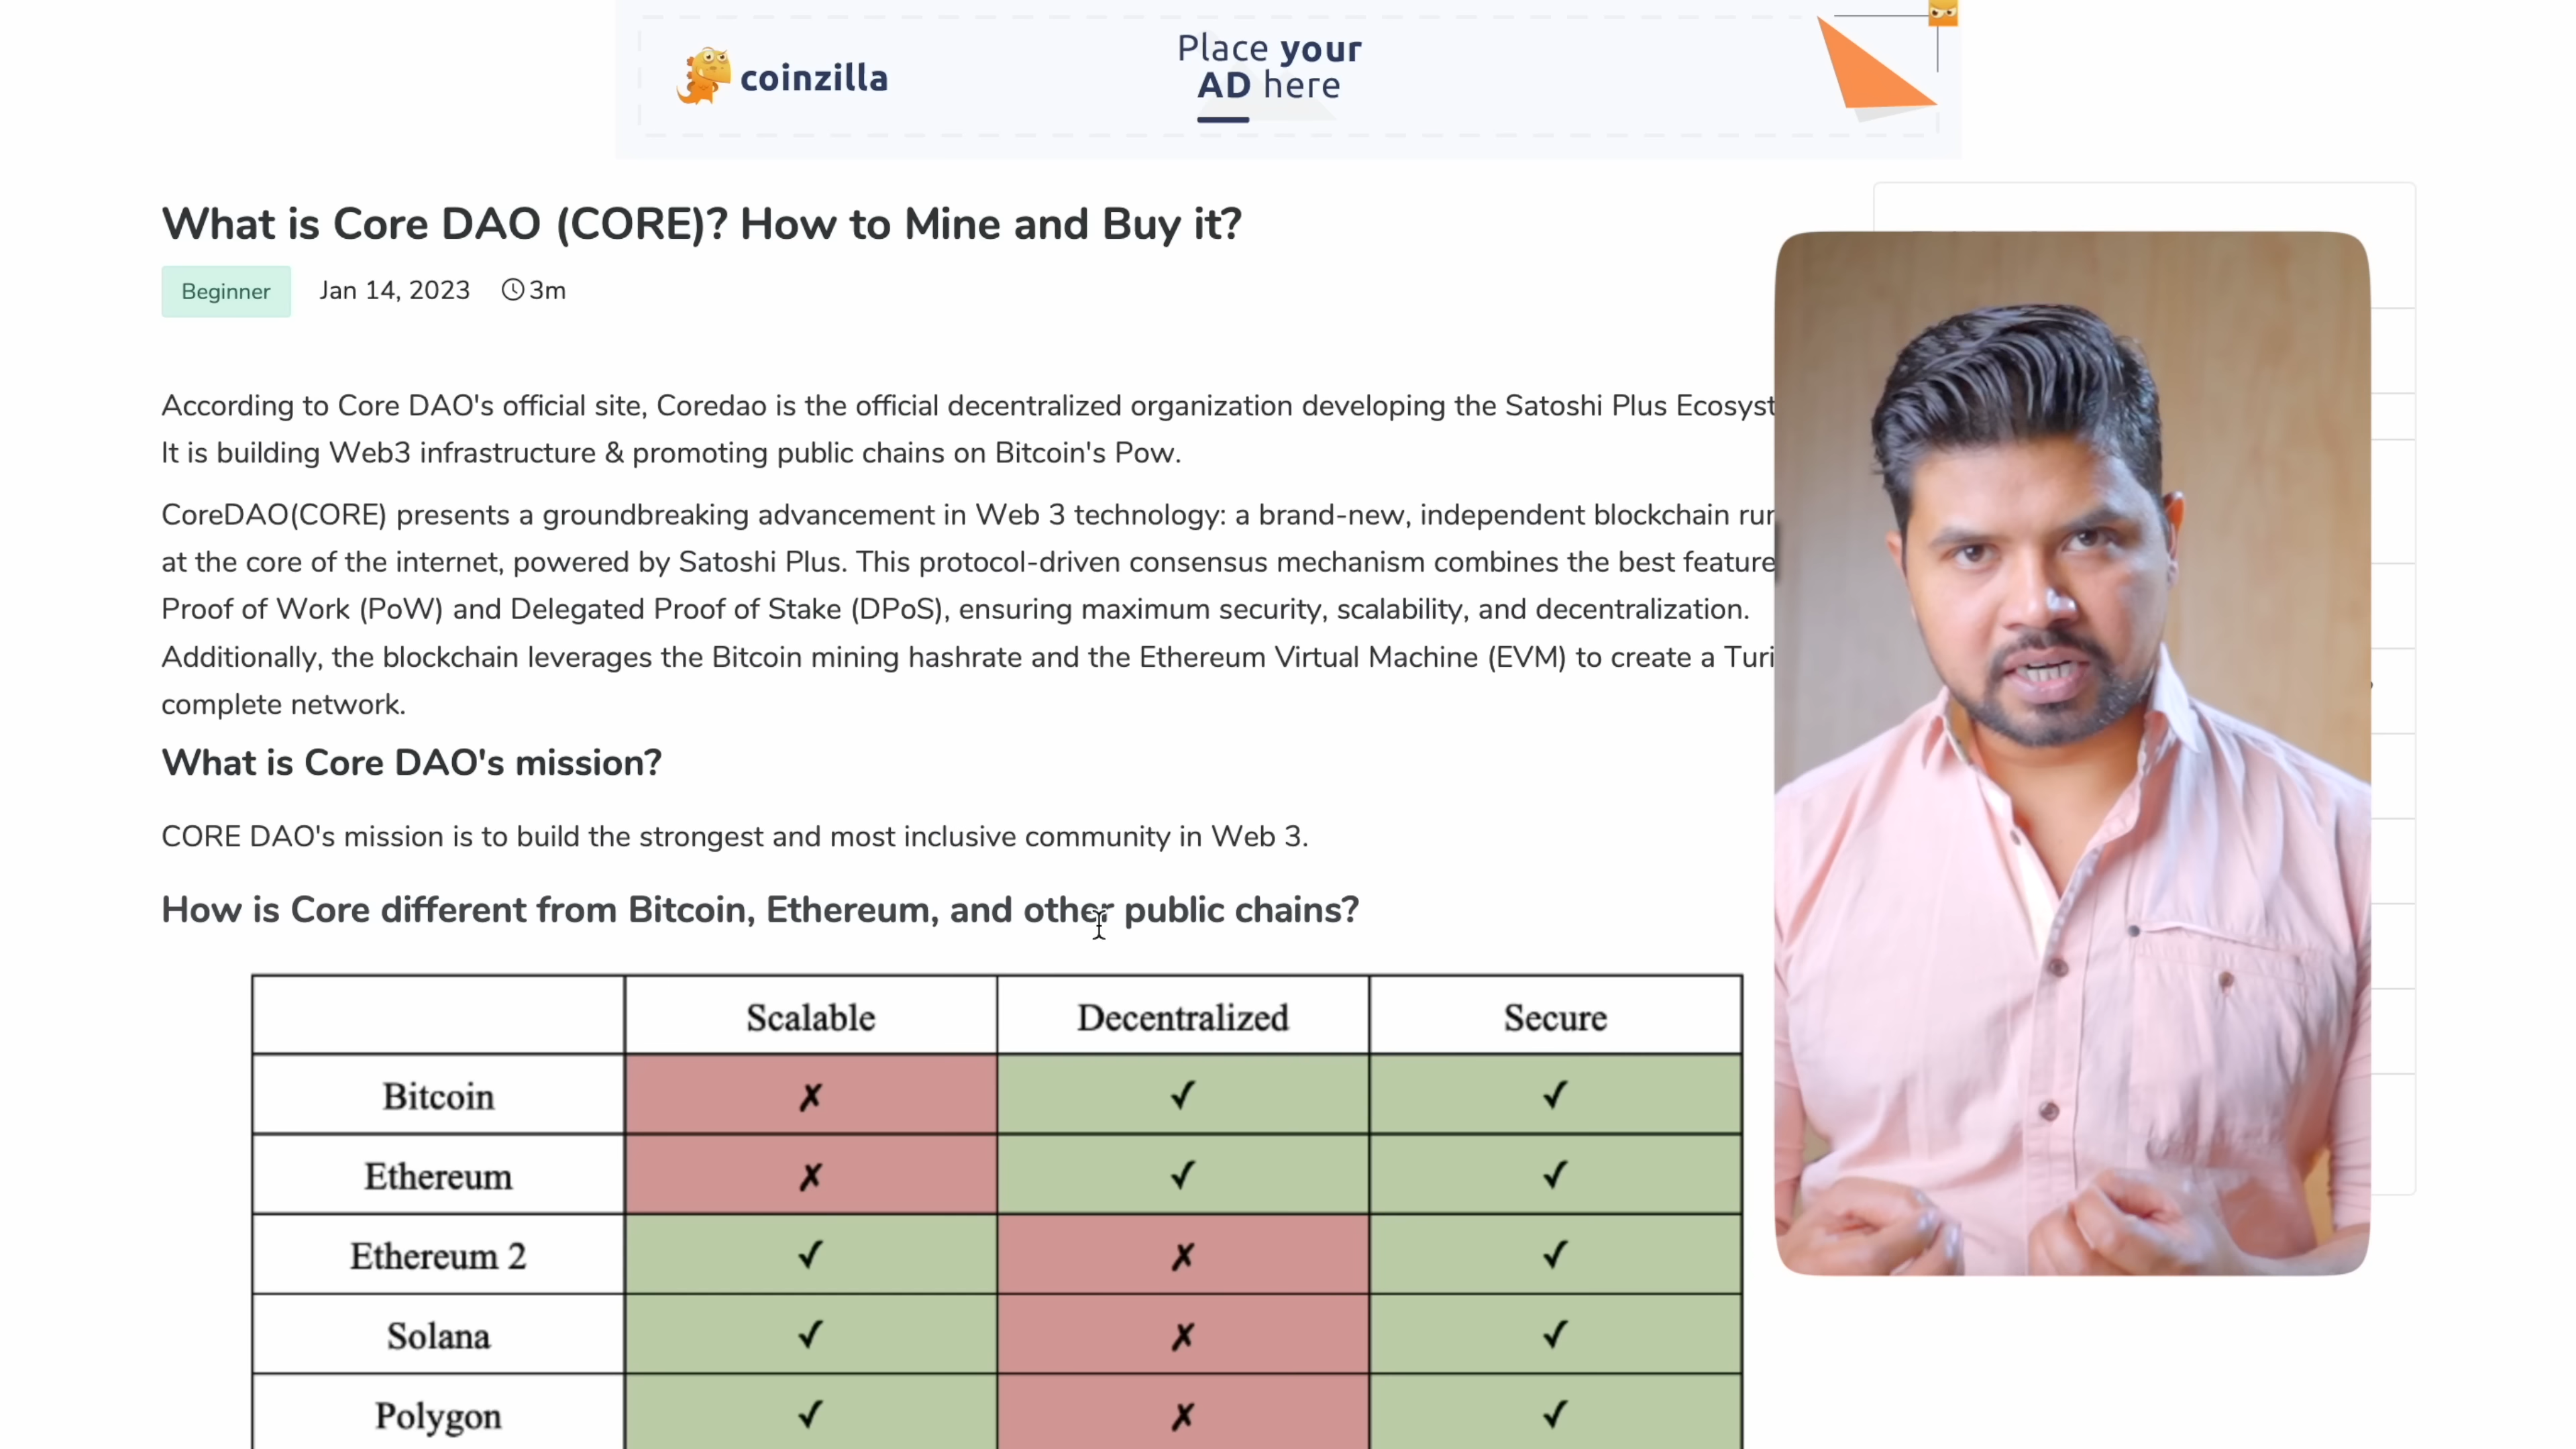 coinzilla
Place your
AD here
What is Core DAO (CORE)? How to Mine and Buy it?
Beginner Jan 14, 2023 3m
According to Core DAO's official site, Coredao is the official decentralized organization developing the Satoshi Plus
It is building Web3 infrastructure & promoting public chains on Bitcoin's Pow.
CoreDAO(CORE) presents a groundbreaking advancement in Web 3 technology: a brand-new, independent blockchain
at the core of the internet, powered by Satoshi Plus. This protocol-driven consensus mechanism combines the best
Proof of Work (PoW) and Delegated Proof of Stake (DPoS), ensuring maximum security, scalability, and decentralization.
Additionally, the blockchain leverages the Bitcoin mining hashrate and the Ethereum Virtual Machine (EVM) to create a
complete network.
What is Core DAO's mission?
CORE DAO's mission is to build the strongest and most inclusive community in Web 3.
How is Core different from Bitcoin, Ethereum, and other public chains?
Scalable Decentralized Secure
Bitcoin ✗ ✓ ✓
Ethereum ✗ ✓ ✓
Ethereum 2 ✓ ✗ ✓
Solana ✓ ✗ ✓
Polygon ✓ ✗ ✓